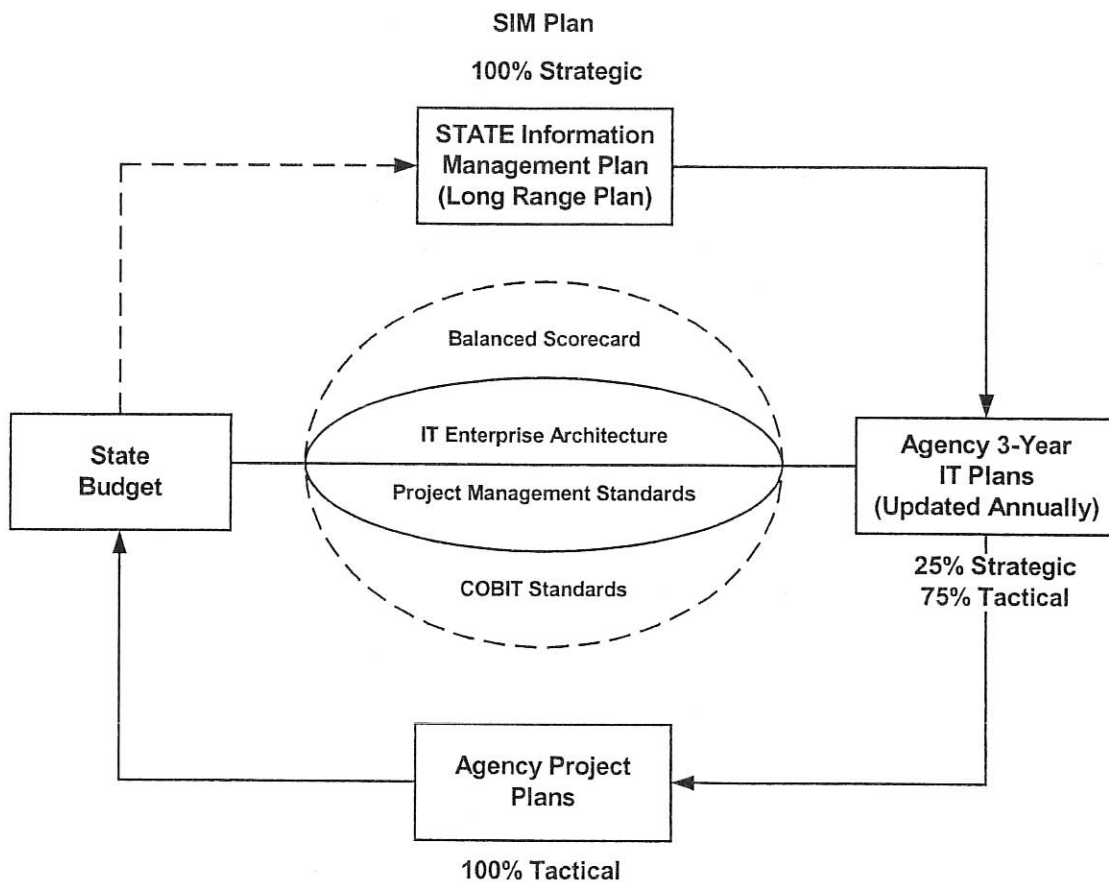 SIM Plan
100% Strategic
STATE Information
Management Plan
(Long Range Plan)
Balanced Scorecard
IT Enterprise Architecture
Project Management Standards
COBIT Standards
State
Budget
Agency 3-Year
IT Plans
(Updated Annually)
25% Strategic
75% Tactical
Agency Project
Plans
100% Tactical